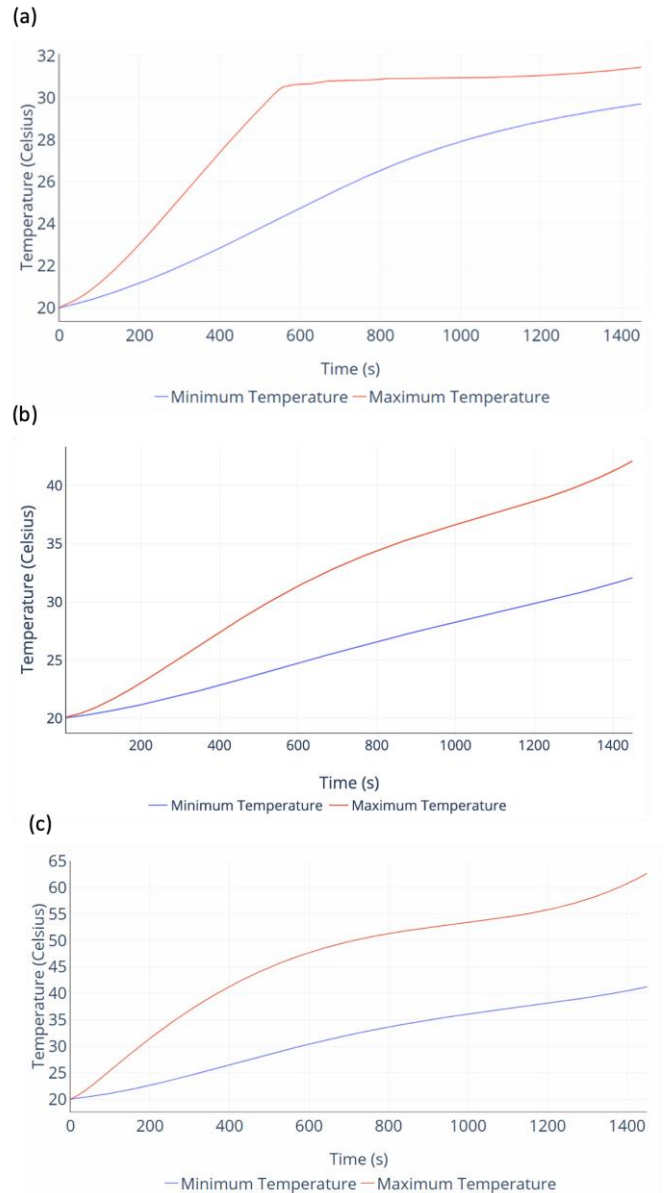 (a)
Temperature (Celsius)
32
30
28
26
24
22
20
0 200 400 600 800 1000 1200 1400
Time (s)
Minimum Temperature Maximum Temperature
(b)
Temperature (Celsius)
40
35
30
25
20
200 400 600 800 1000 1200 1400
Time (s)
Minimum Temperature Maximum Temperature
(c)
Temperature (Celsius)
65
60
55
50
45
40
35
30
25
20
0 200 400 600 800 1000 1200 1400
Time (s)
Minimum Temperature Maximum Temperature